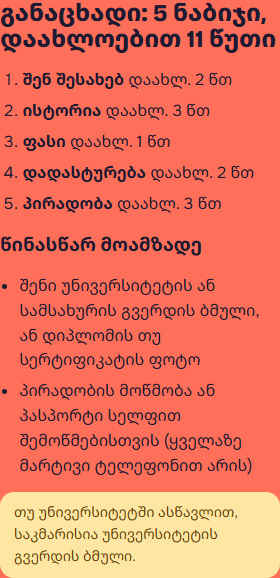 განაცხადი: 5 ნაბიჯი,
დაახლოებით 11 წუთი
1. შენ შესახებ დაახლ. 2 წთ
2. ისტორია დაახლ. 3 წთ
3. ფასი დაახლ. 1 წთ
4. დადასტურება დაახლ. 2 წთ
5. პირადობა დაახლ. 3 წთ
წინასწარ მოამზადე
• შენი უნივერსიტეტის ან
სამსახურის გვერდის ბმული,
ან დიპლომის თუ
სერტიფიკატის ფოტო
• პირადობის მოწმობა ან
პასპორტი სელფით
შემოწმებისთვის (ყველაზე
მარტივი ტელეფონით არის)
თუ უნივერსიტეტში ასწავლით,
საკმარისია უნივერსიტეტის
გვერდის ბმული.